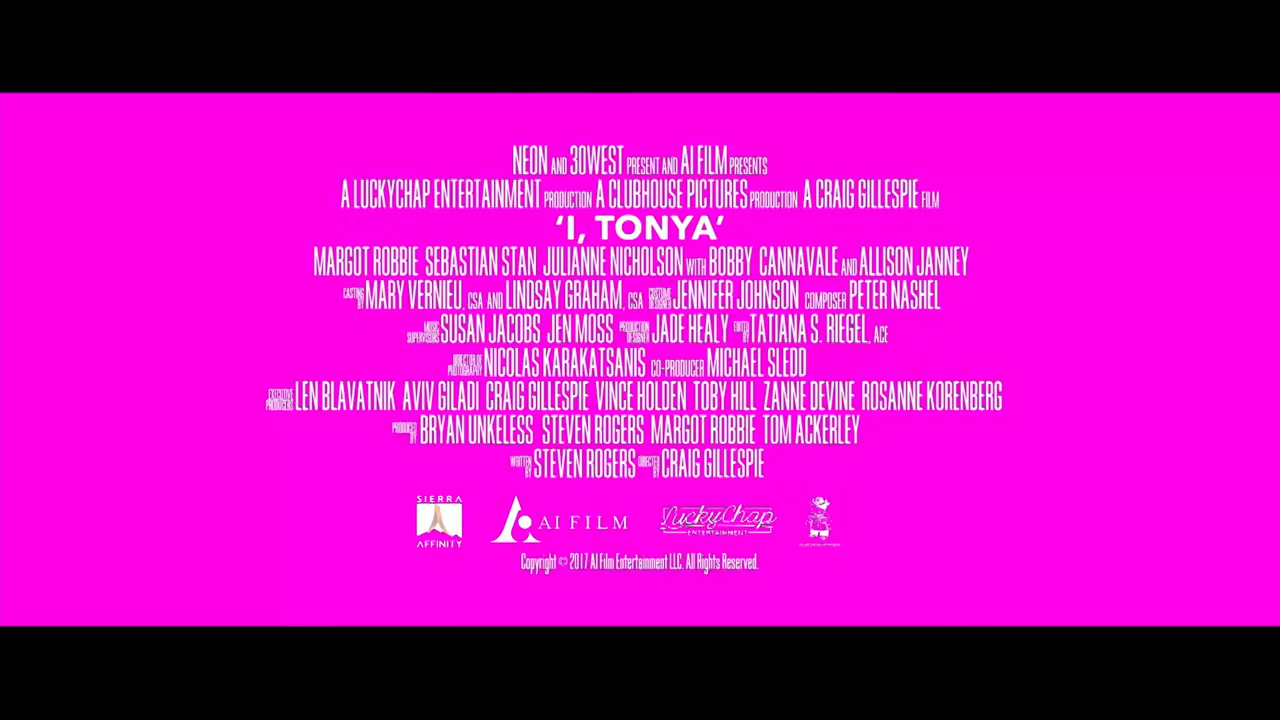 NEON AND 30WEST PRESENT AND AI FILM PRESENTS
A LUCKYCHAP ENTERTAINMENT PRODUCTION A CLUBHOUSE PICTURES PRODUCTION A CRAIG GILLESPIE FILM
‘I, TONYA’
MARGOT ROBBIE SEBASTIAN STAN JULIANNE NICHOLSON WITH BOBBY CANNAVALE AND ALLISON JANNEY
CASTING BY MARY VERNIEU, CSA AND LINDSAY GRAHAM, CSA COSTUME DESIGNER JENNIFER JOHNSON COMPOSER PETER NASHEL
MUSIC SUPERVISORS SUSAN JACOBS JEN MOSS PRODUCTION DESIGNER JADE HEALY EDITED BY TATIANA S. RIEGEL, ACE
DIRECTOR OF PHOTOGRAPHY NICOLAS KARAKATSANIS CO-PRODUCER MICHAEL SLEDD
EXECUTIVE PRODUCERS LEN BLAVATNIK AVIV GILADI CRAIG GILLESPIE VINCE HOLDEN TOBY HILL ZANNE DEVINE ROSANNE KORENBERG
PRODUCED BY BRYAN UNKELESS STEVEN ROGERS MARGOT ROBBIE TOM ACKERLEY
WRITTEN BY STEVEN ROGERS DIRECTED BY CRAIG GILLESPIE
SIERRA AFFINITY AI FILM LuckyChap ENTERTAINMENT
Copyright © 2017 AI Film Entertainment LLC. All Rights Reserved.